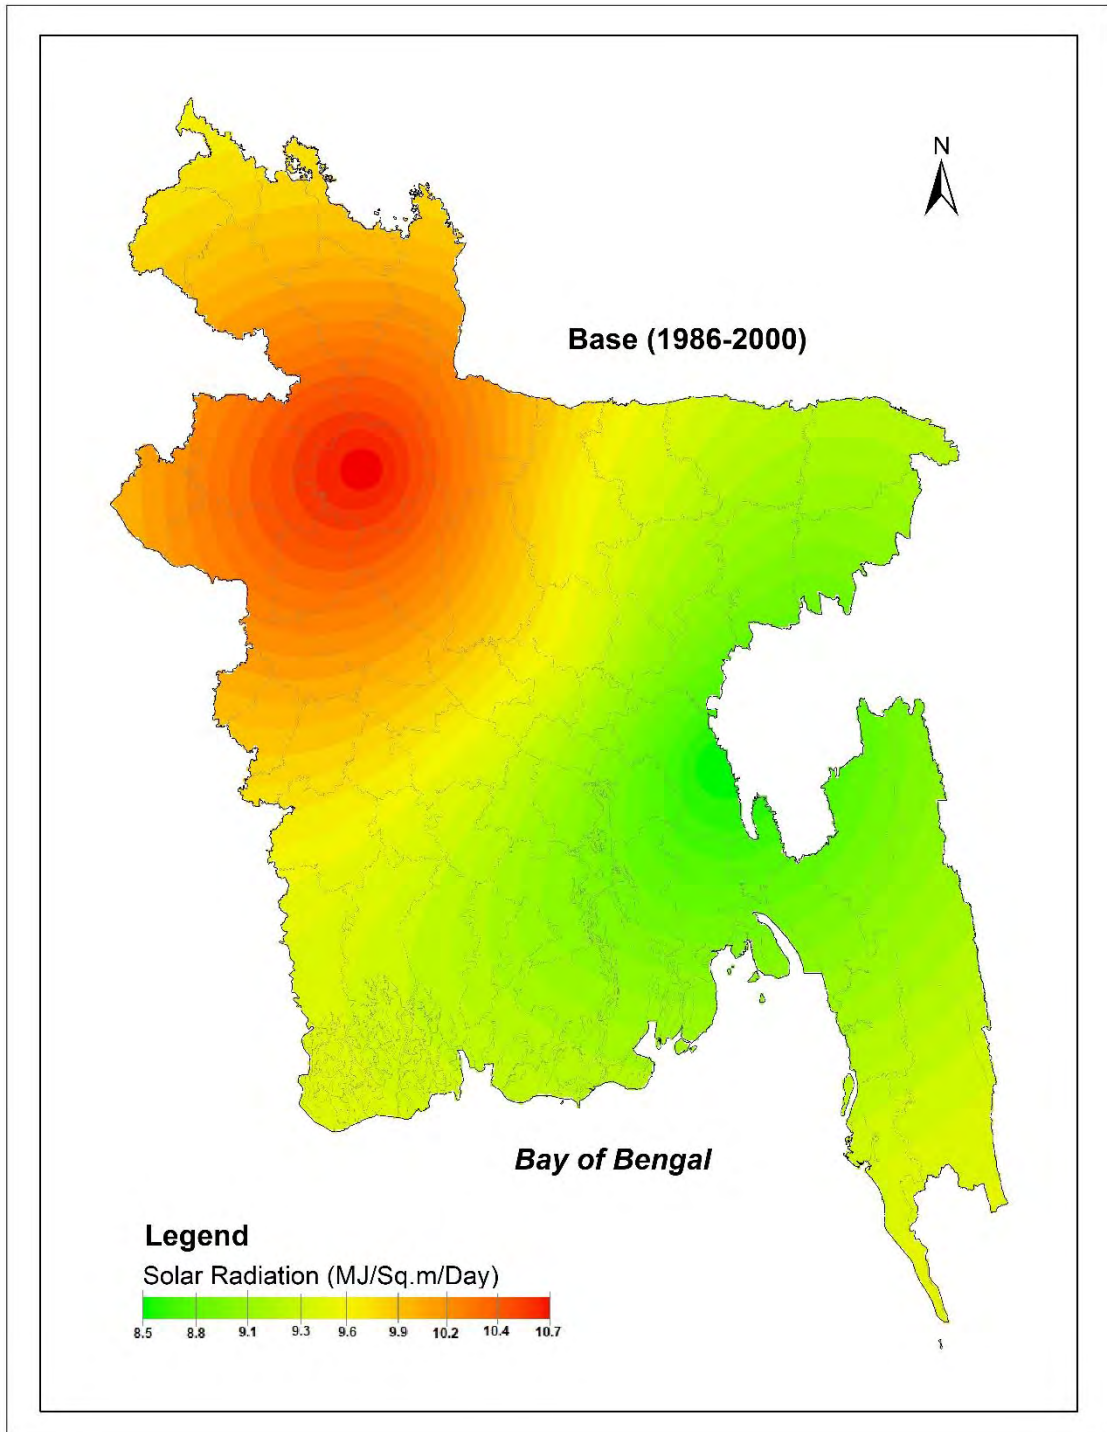 N
Base (1986-2000)
Bay of Bengal
Legend
Solar Radiation (MJ/Sq.m/Day)
8.5 8.8 9.1 9.3 9.6 9.9 10.2 10.4 10.7